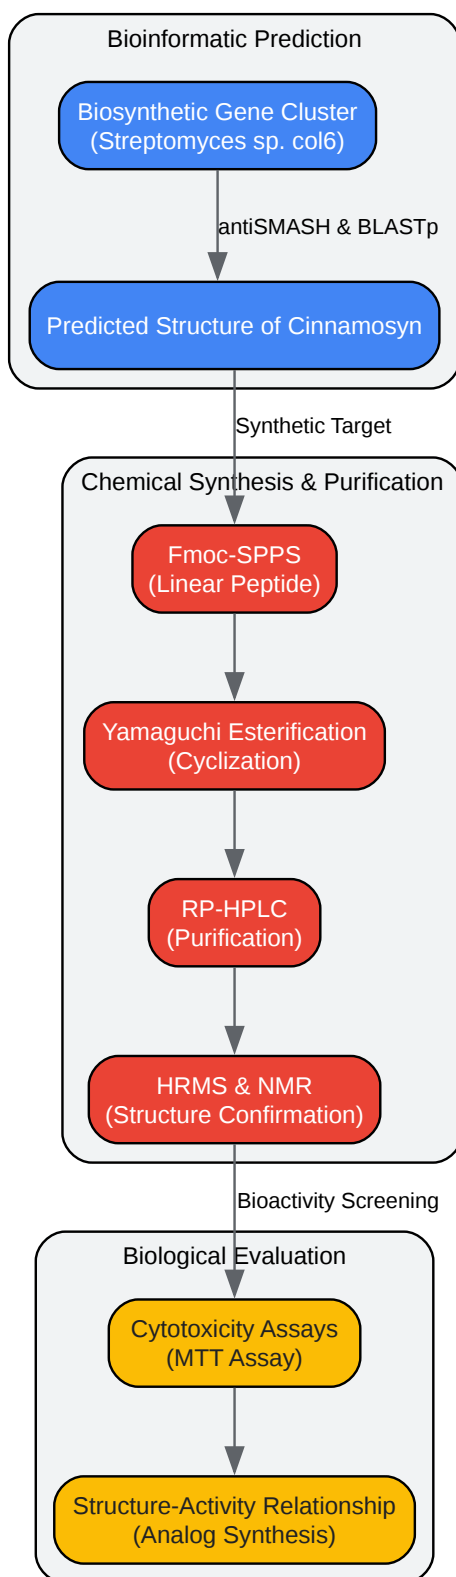 Bioinformatic Prediction
Biosynthetic Gene Cluster
(Streptomyces sp. col6)
antiSMASH & BLASTp
Predicted Structure of Cinnamosyn
Synthetic Target
Chemical Synthesis & Purification
Fmoc-SPPS
(Linear Peptide)
Yamaguchi Esterification
(Cyclization)
RP-HPLC
(Purification)
HRMS & NMR
(Structure Confirmation)
Bioactivity Screening
Biological Evaluation
Cytotoxicity Assays
(MTT Assay)
Structure-Activity Relationship
(Analog Synthesis)